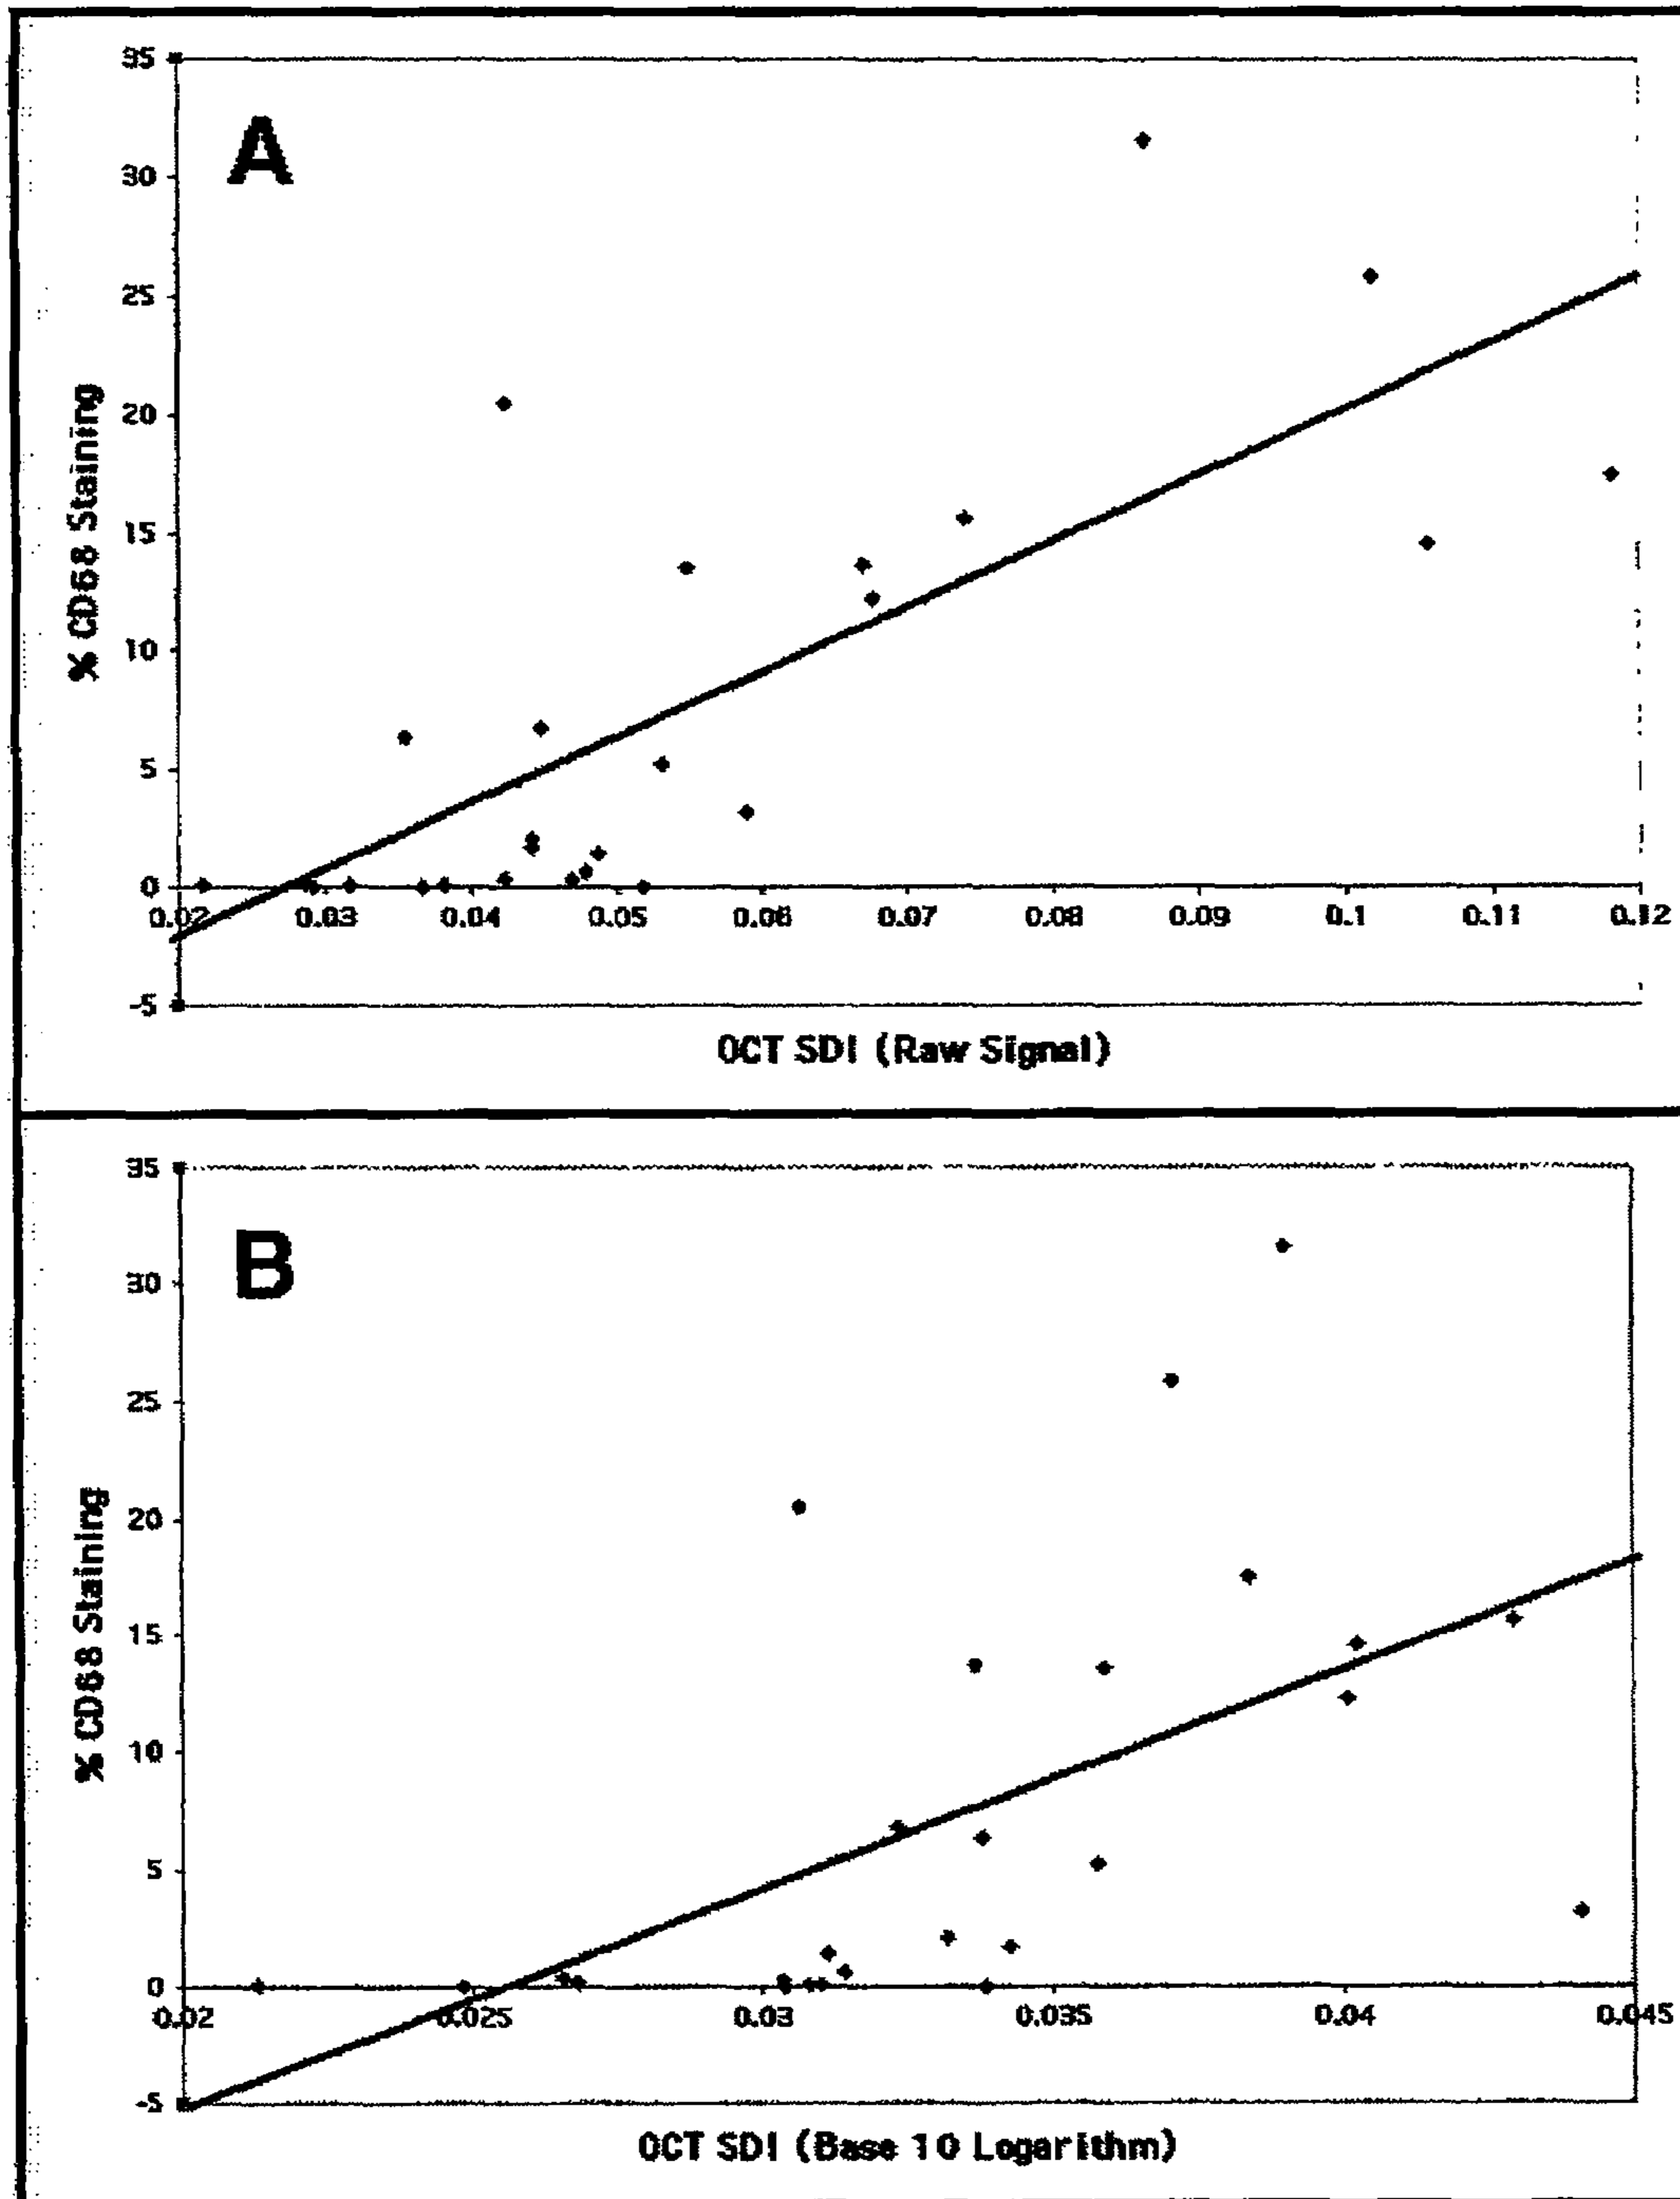 35
A
30
25
20
15
10
5
0
-5
% CD68 Staining
0.02 0.03 0.04 0.05 0.06 0.07 0.08 0.09 0.1 0.11 0.12
OCT SDI (Raw Signal)
35
B
30
25
20
15
10
5
0
-5
% CD68 Staining
0.02 0.025 0.03 0.035 0.04 0.045
OCT SDI (Base 10 Logarithm)